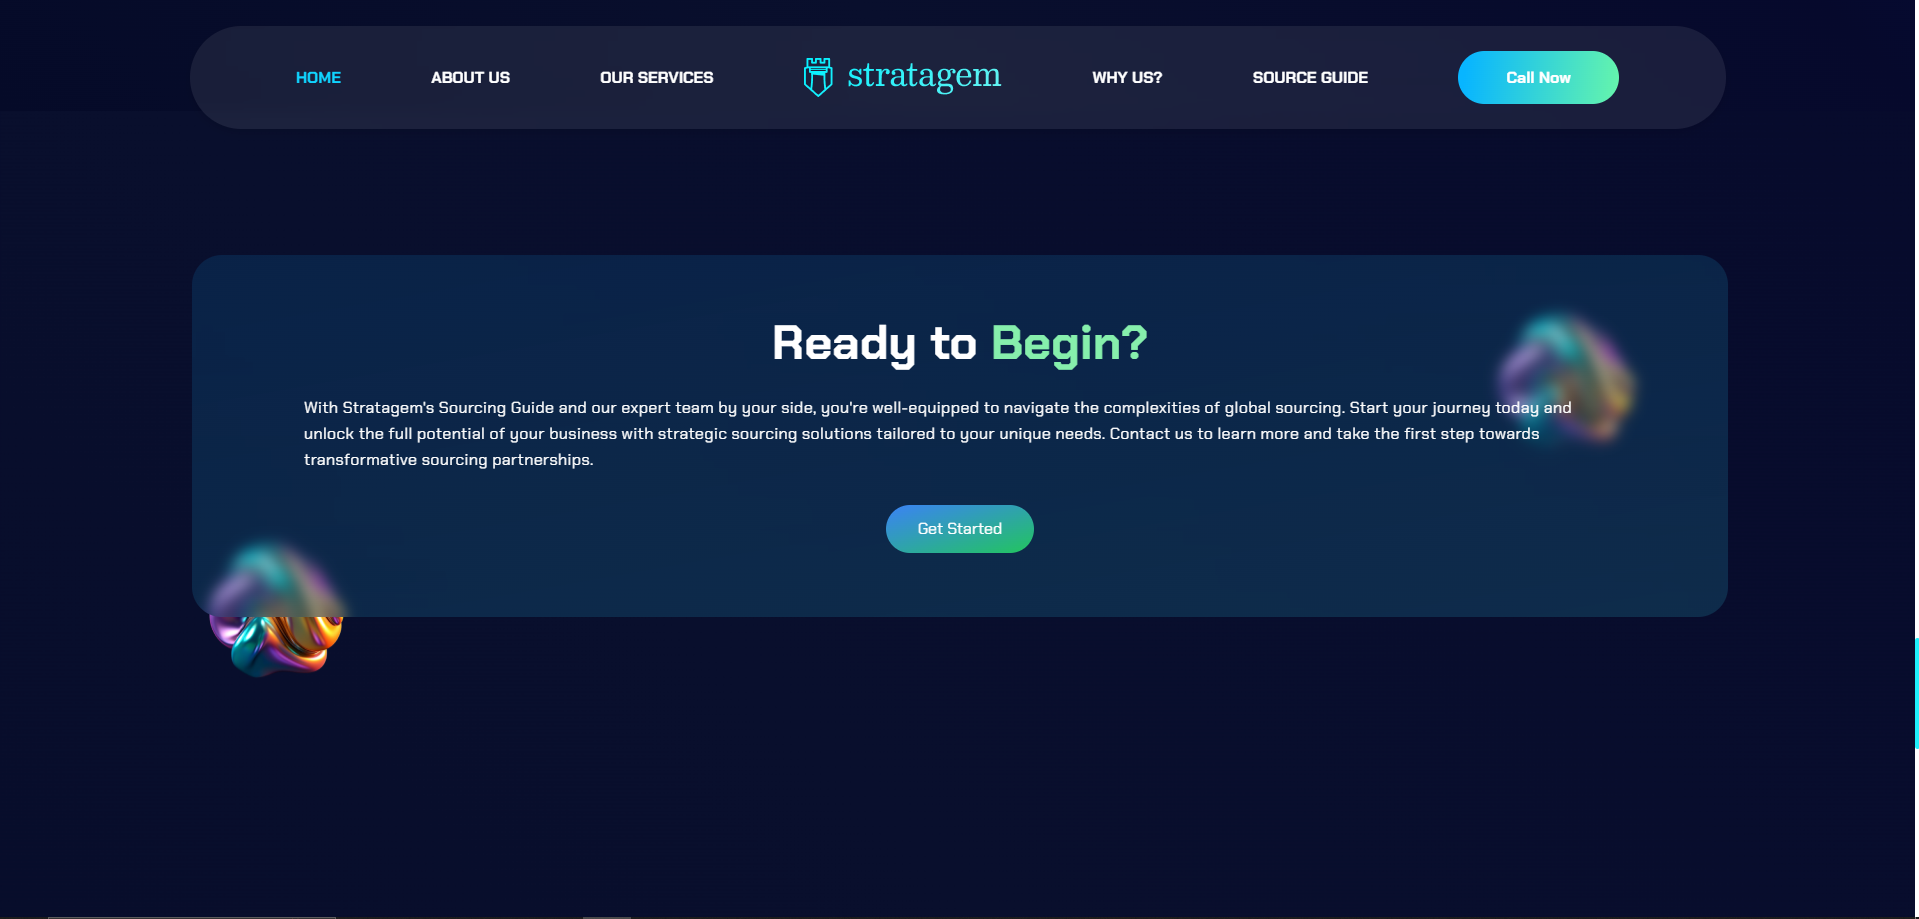 HOME ABOUT US OUR SERVICES stratagem WHY US? SOURCE GUIDE Call Now
Ready to Begin?
With Stratagem's Sourcing Guide and our expert team by your side, you're well-equipped to navigate the complexities of global sourcing. Start your journey today and
unlock the full potential of your business with strategic sourcing solutions tailored to your unique needs. Contact us to learn more and take the first step towards
transformative sourcing partnerships.
Get Started